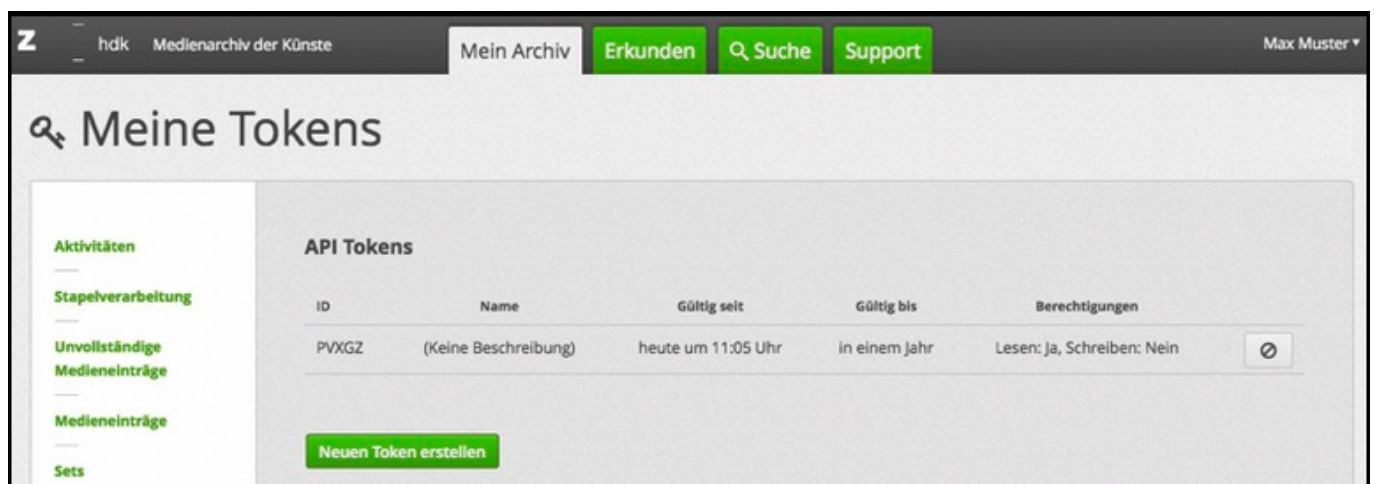 Z hdk Medienarchiv der Künste Mein Archiv Erkunden Suche Support Max Muster
Meine Tokens
Aktivitäten
Stapelverarbeitung
Unvollständige
Medieneinträge
Medieneinträge
Sets
API Tokens
ID Name Gültig seit Gültig bis Berechtigungen
PVXGZ (Keine Beschreibung) heute um 11:05 Uhr in einem Jahr Lesen: Ja, Schreiben: Nein
Neuen Token erstellen